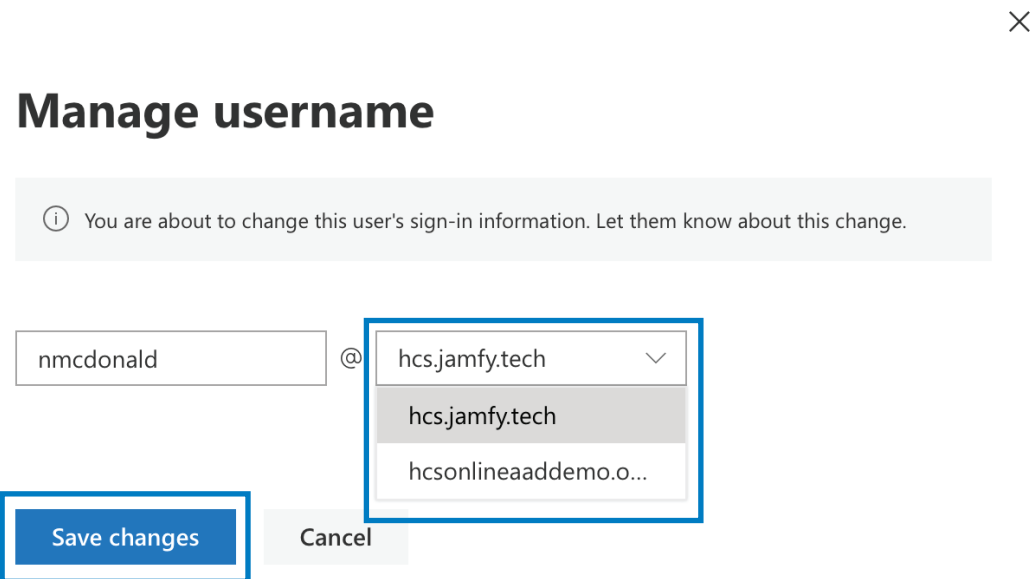 Manage username
You are about to change this user's sign-in information. Let them know about this change.
nmcdonald @ hcs.jamfy.tech
hcs.jamfy.tech
hcsonlineaaddemo.o...
Save changes Cancel